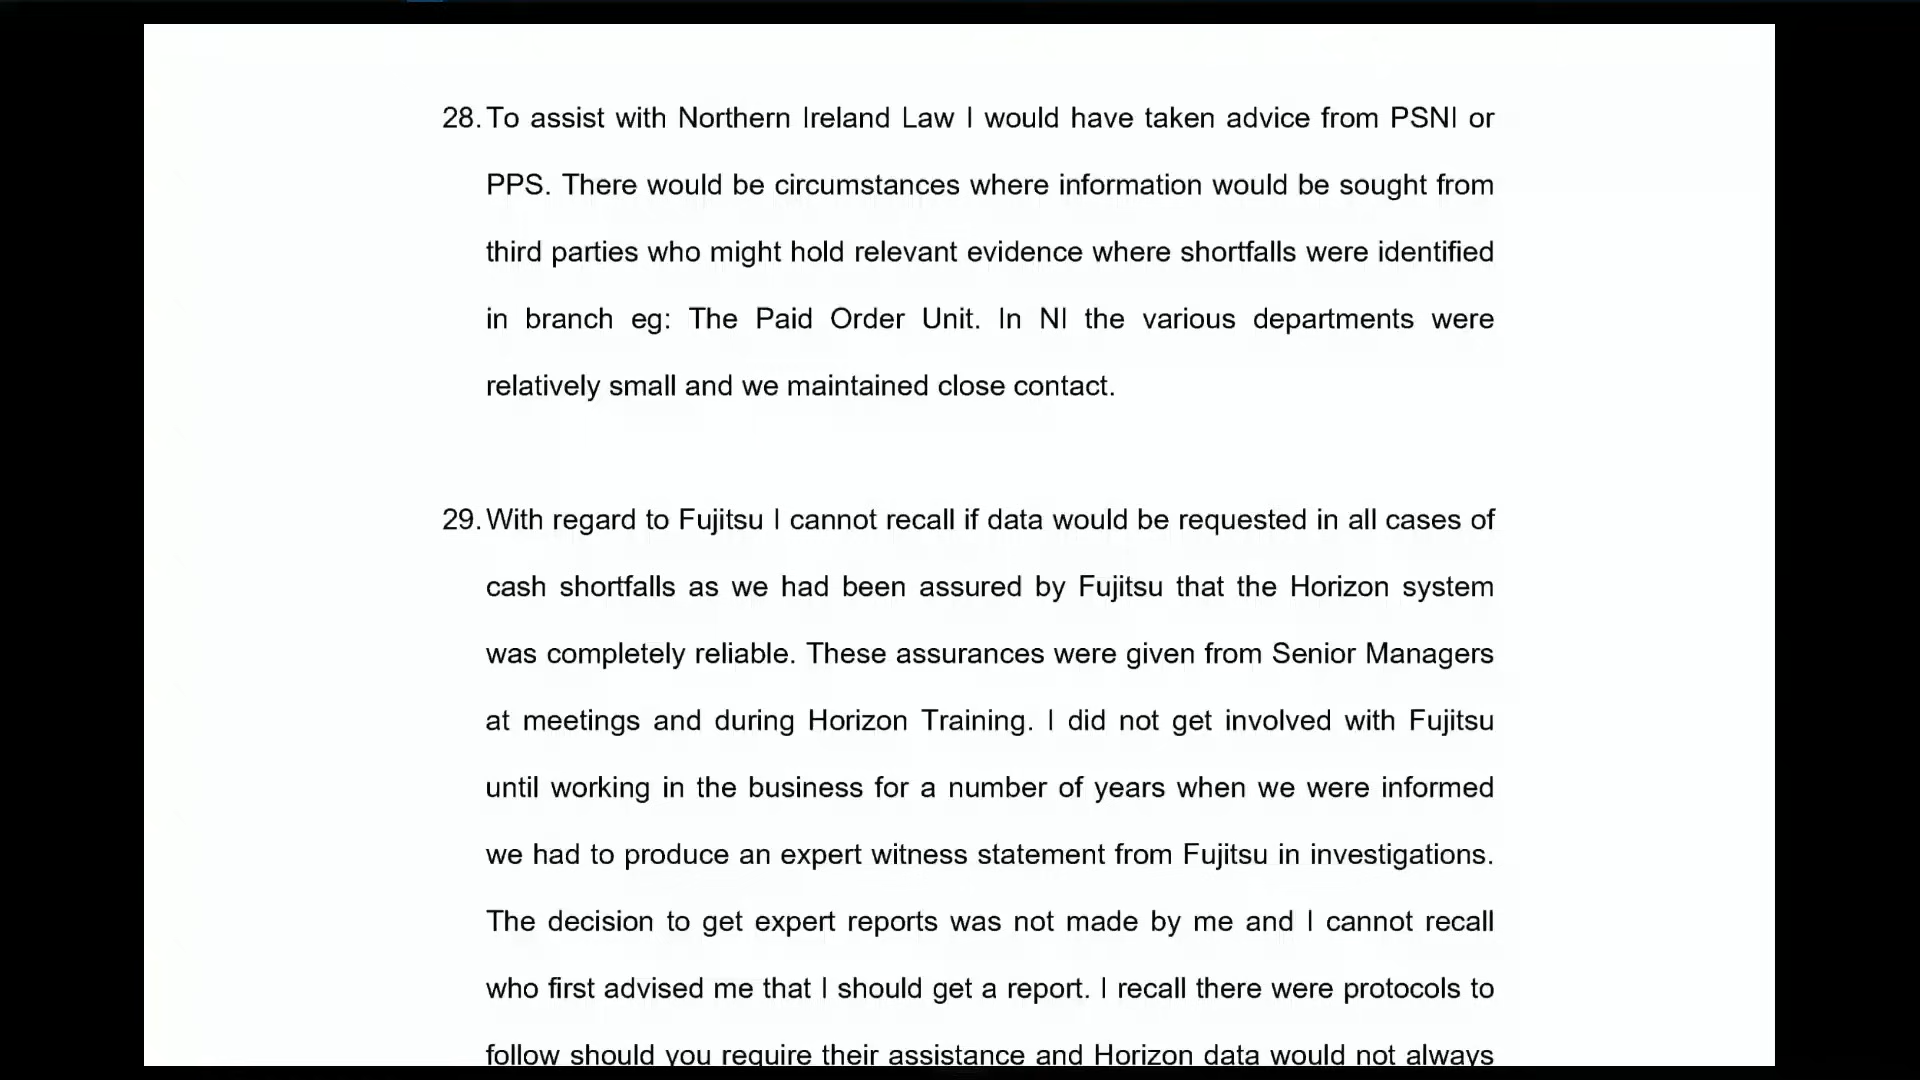 28. To assist with Northern Ireland Law I would have taken advice from PSNI or
PPS. There would be circumstances where information would be sought from
third parties who might hold relevant evidence where shortfalls were identified
in branch eg: The Paid Order Unit. In NI the various departments were
relatively small and we maintained close contact.
29. With regard to Fujitsu I cannot recall if data would be requested in all cases of
cash shortfalls as we had been assured by Fujitsu that the Horizon system
was completely reliable. These assurances were given from Senior Managers
at meetings and during Horizon Training. I did not get involved with Fujitsu
until working in the business for a number of years when we were informed
we had to produce an expert witness statement from Fujitsu in investigations.
The decision to get expert reports was not made by me and I cannot recall
who first advised me that I should get a report. I recall there were protocols to
follow should you require their assistance and Horizon data would not always